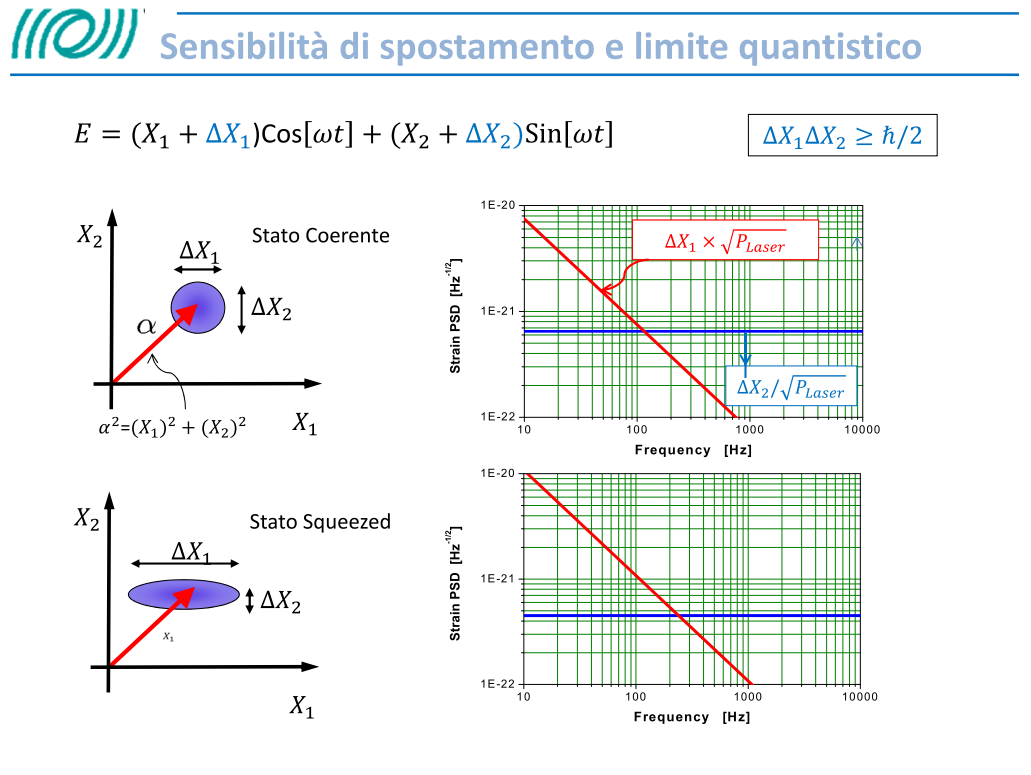 Sensibilità di spostamento e limite quantistico
𝐸 = (𝑋₁ + Δ𝑋₁)Cos[𝜔𝑡] + (𝑋₂ + Δ𝑋₂)Sin[𝜔𝑡]
Δ𝑋₁Δ𝑋₂ ≥ ℏ/2
𝑋₂
Stato Coerente
Δ𝑋₁
Δ𝑋₂
α
𝛼²=(𝑋₁)² + (𝑋₂)²
𝑋₁
1E-20
1E-21
1E-22
Strain PSD [Hz⁻¹/²]
Δ𝑋₁ × √𝑃_𝐿𝑎𝑠𝑒𝑟
Δ𝑋₂/√𝑃_𝐿𝑎𝑠𝑒𝑟
10 100 1000 10000
Frequency [Hz]
𝑋₂
Stato Squeezed
Δ𝑋₁
Δ𝑋₂
𝑋₁
𝑋₁
1E-20
1E-21
1E-22
Strain PSD [Hz⁻¹/²]
10 100 1000 10000
Frequency [Hz]